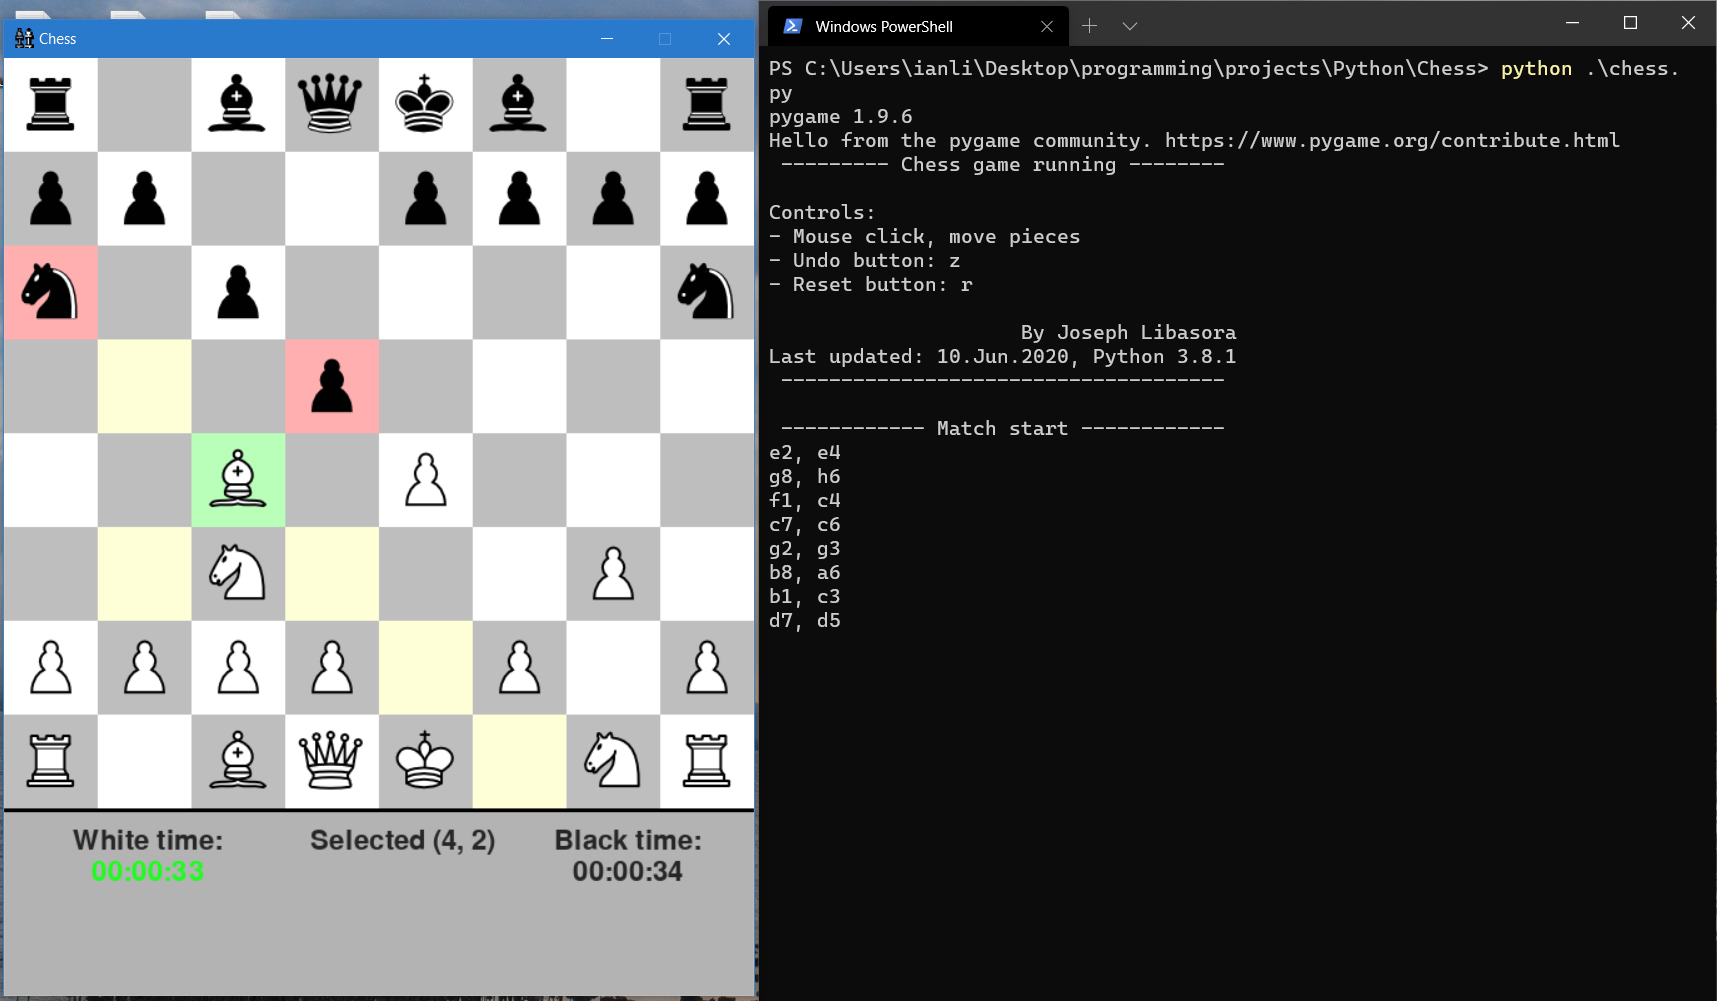 Chess
White time:
00:00:33
Selected (4, 2)
Black time:
00:00:34
Windows PowerShell
PS C:\Users\ianli\Desktop\programming\projects\Python\Chess> python .\chess.
py
pygame 1.9.6
Hello from the pygame community. https://www.pygame.org/contribute.html
--------- Chess game running --------
Controls:
- Mouse click, move pieces
- Undo button: z
- Reset button: r
By Joseph Libasora
Last updated: 10.Jun.2020, Python 3.8.1
-------------------------------------
------------ Match start ------------
e2, e4
g8, h6
f1, c4
c7, c6
g2, g3
b8, a6
b1, c3
d7, d5